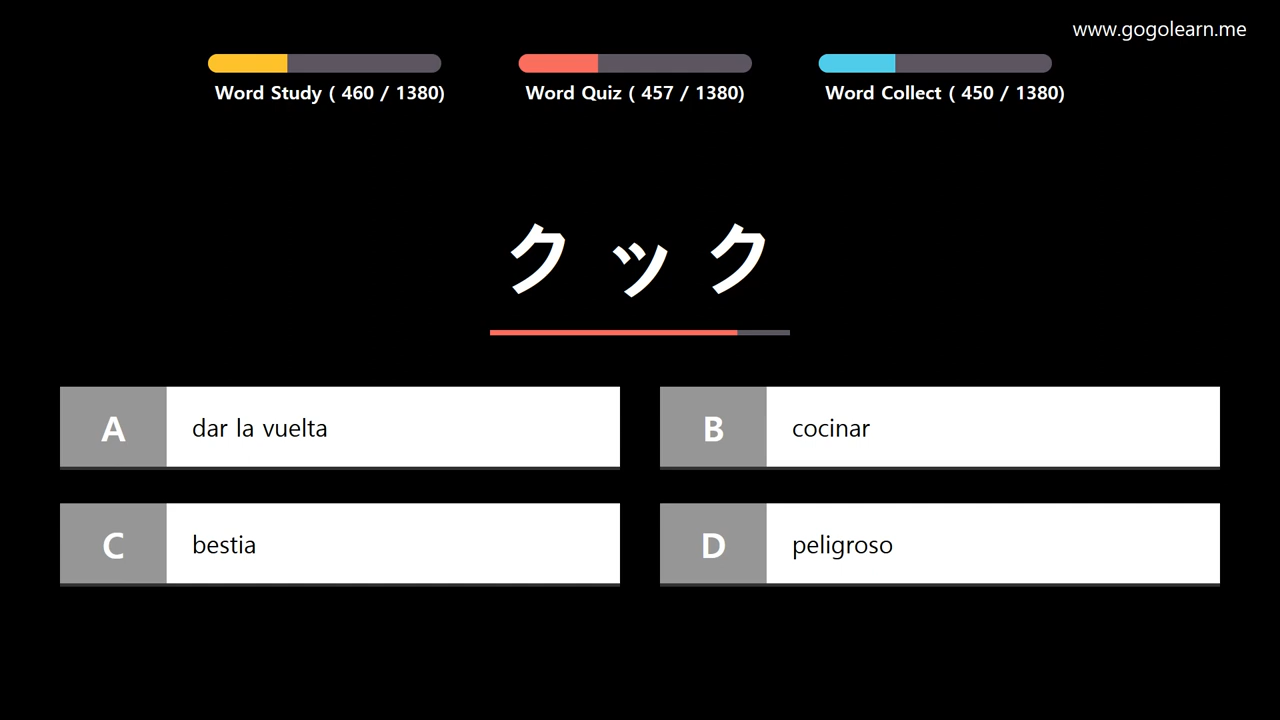 www.gogolearn.me
Word Study ( 460 / 1380)
Word Quiz ( 457 / 1380)
Word Collect ( 450 / 1380)
クック
A dar la vuelta
B cocinar
C bestia
D peligroso